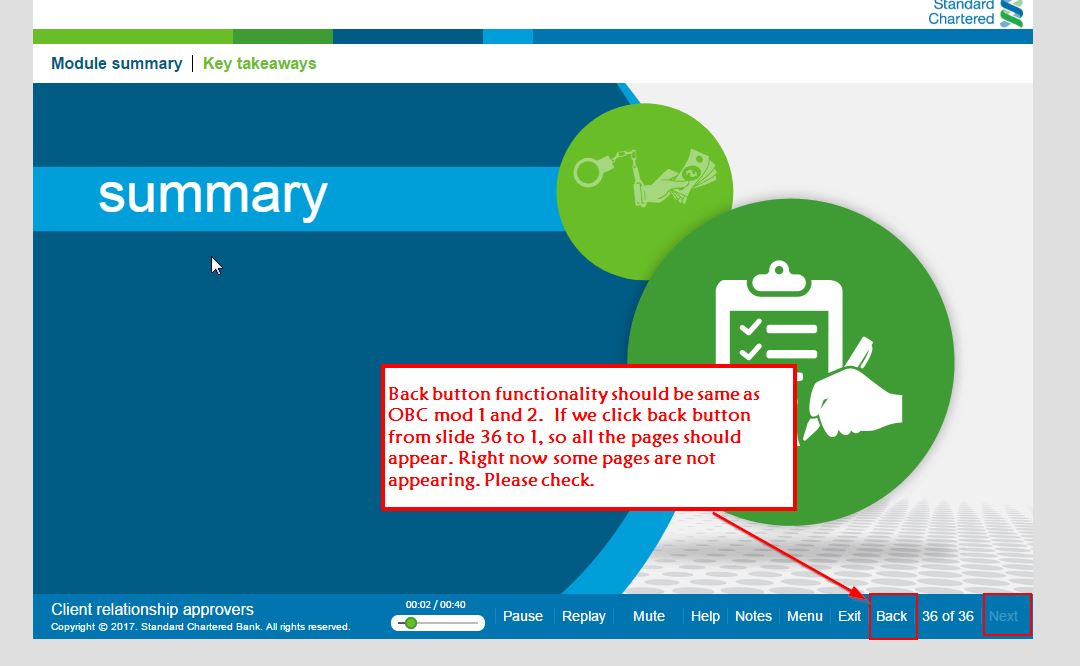 Standard
Chartered
Module summary | Key takeaways
summary
Back button functionality should be same as
OBC mod 1 and 2. If we click back button
from slide 36 to 1, so all the pages should
appear. Right now some pages are not
appearing. Please check.
Client relationship approvers
Copyright © 2017. Standard Chartered Bank. All rights reserved.
00:02 / 00:40
Pause Replay Mute Help Notes Menu Exit Back 36 of 36 Next